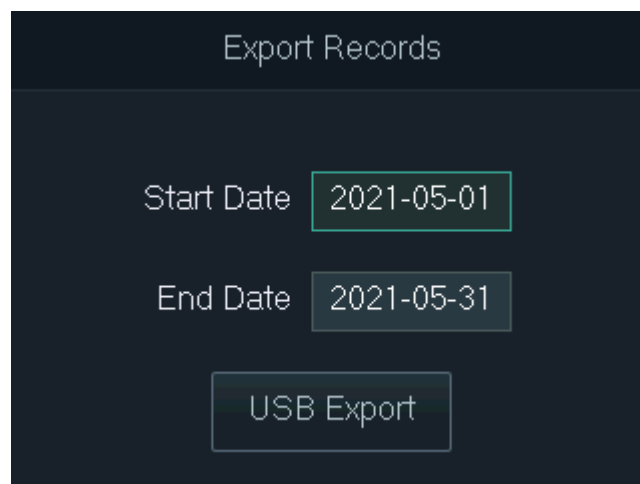 Export Records
Start Date 2021-05-01
End Date 2021-05-31
USB Export